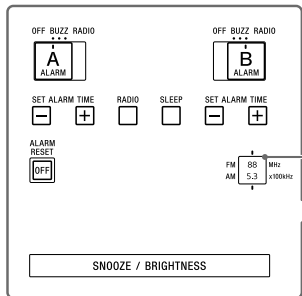 OFF BUZZ RADIO
OFF BUZZ RADIO
A
ALARM
B
ALARM
SET ALARM TIME
RADIO
SLEEP
SET ALARM TIME
ALARM
RESET
OFF
FM 88 MHz
AM 5.3 x100kHz
SNOOZE / BRIGHTNESS